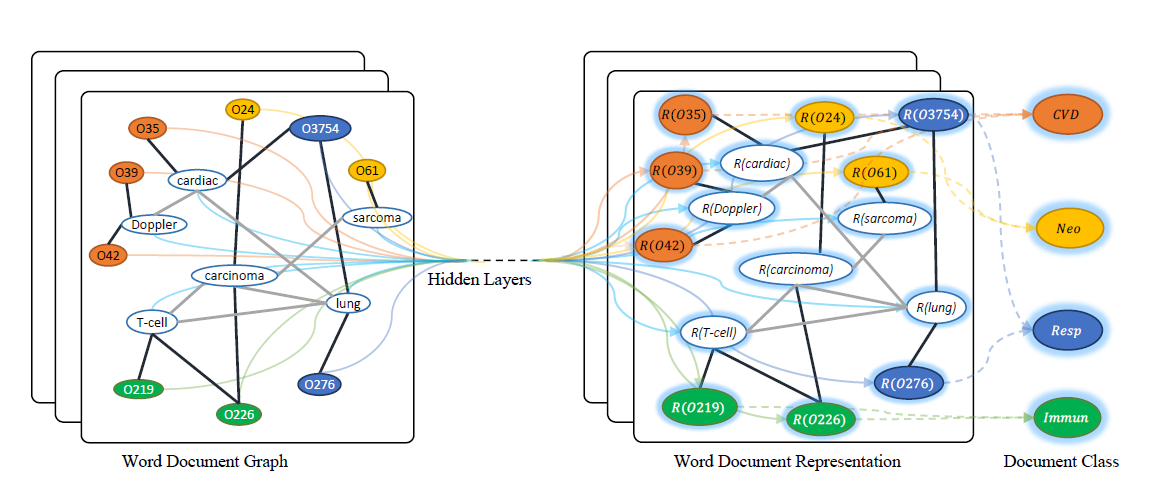 O24
O35
O3754
O39
O61
cardiac
Doppler
sarcoma
O42
carcinoma
lung
T-cell
O219
O276
O226
Word Document Graph
Hidden Layers
R(O35)
R(O24)
R(O3754)
R(O39)
R(cardiac)
R(O61)
R(Doppler)
R(sarcoma)
R(O42)
R(carcinoma)
R(lung)
R(T-cell)
R(O276)
R(O219)
R(O226)
Word Document Representation
CVD
Neo
Resp
Immun
Document Class